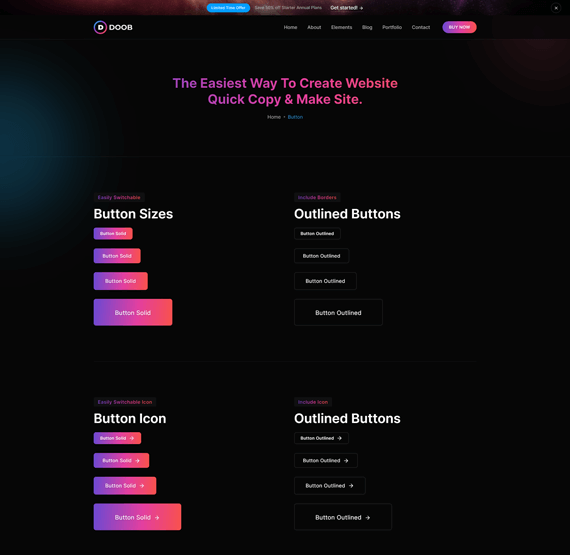 Limited Time Offer Save 50% off Starter Annual Plans Get started! →
DOOB Home About Elements Blog Portfolio Contact BUY NOW
The Easiest Way To Create Website
Quick Copy & Make Site.
Home • Button
Easily Switchable
Button Sizes
Button Solid
Button Solid
Button Solid
Button Solid
Include Borders
Outlined Buttons
Button Outlined
Button Outlined
Button Outlined
Button Outlined
Easily Switchable Icon
Button Icon
Button Solid →
Button Solid →
Button Solid →
Button Solid →
Include Icon
Outlined Buttons
Button Outlined →
Button Outlined →
Button Outlined →
Button Outlined →